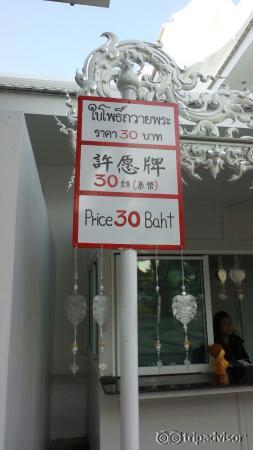 ใบโพธิ์ถวายพระ
ราคา 30 บาท
許愿牌
30 銖 (泰幣)
Price 30 Baht
tripadvisor